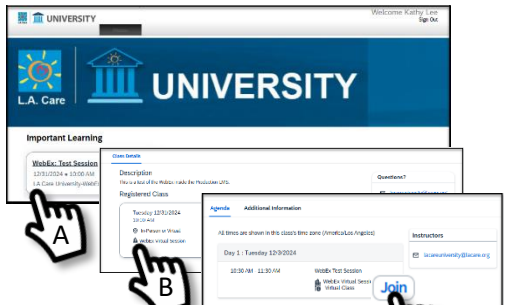 UNIVERSITY
Welcome Kathy Lee
Sign Out
L.A. Care
UNIVERSITY
Important Learning
WebEx: Test Session
12/31/2024 • 10:00 AM
LA Care University-WebEx
A
Class Details
Description
Registered Class
Tuesday 12/31/2024
10:00 AM
In-Person or Virtual
WebEx Virtual Session
Questions?
B
Agenda
Additional Information
All times are shown in this class's time zone (America/Los Angeles)
Day 1 : Tuesday 12/3/2024
10:30 AM - 11:30 AM
WebEx Test Session
WebEx Virtual Sessi
Virtual Class
Join
Instructors
lacareuniversity@lacare.org